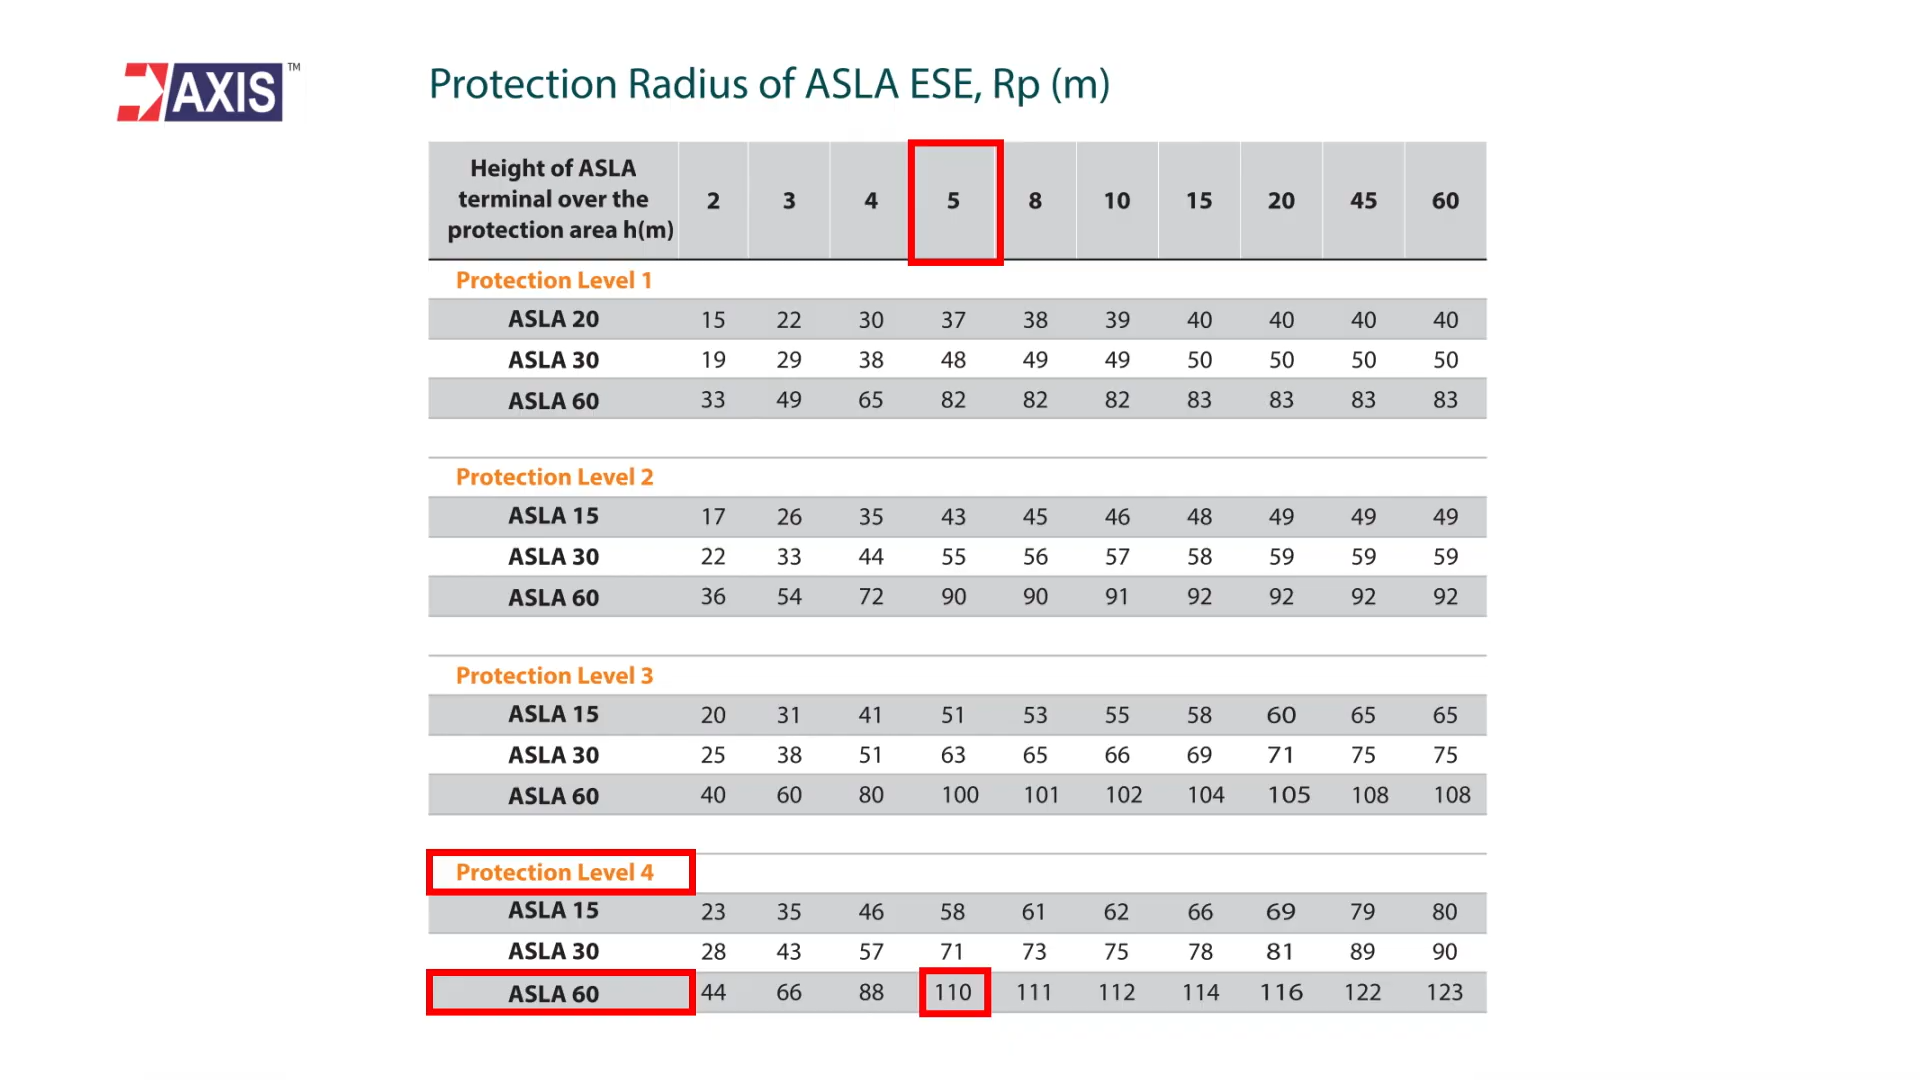 AXIS™
Protection Radius of ASLA ESE, Rp (m)
Height of ASLA
terminal over the
protection area h(m)
2 3 4 5 8 10 15 20 45 60
Protection Level 1
ASLA 20 15 22 30 37 38 39 40 40 40 40
ASLA 30 19 29 38 48 49 49 50 50 50 50
ASLA 60 33 49 65 82 82 82 83 83 83 83
Protection Level 2
ASLA 15 17 26 35 43 45 46 48 49 49 49
ASLA 30 22 33 44 55 56 57 58 59 59 59
ASLA 60 36 54 72 90 90 91 92 92 92 92
Protection Level 3
ASLA 15 20 31 41 51 53 55 58 60 65 65
ASLA 30 25 38 51 63 65 66 69 71 75 75
ASLA 60 40 60 80 100 101 102 104 105 108 108
Protection Level 4
ASLA 15 23 35 46 58 61 62 66 69 79 80
ASLA 30 28 43 57 71 73 75 78 81 89 90
ASLA 60 44 66 88 110 111 112 114 116 122 123